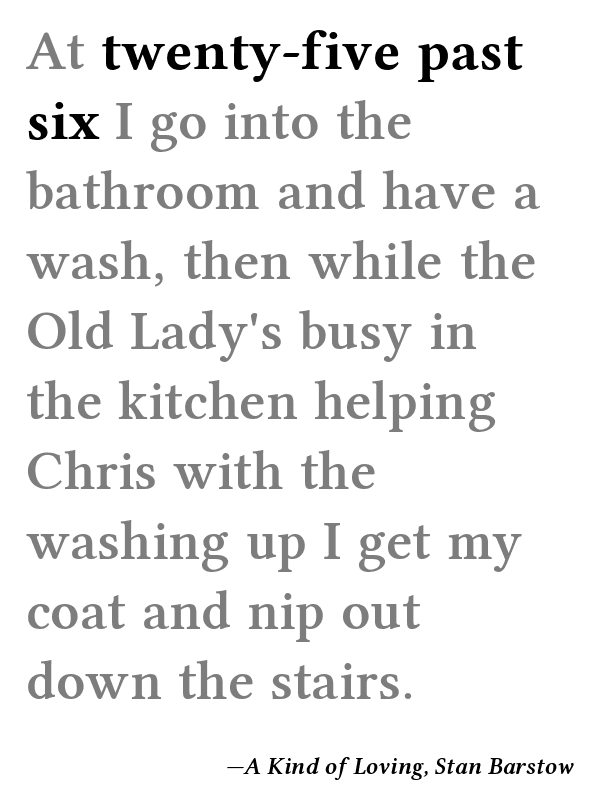 At twenty-five past
six I go into the
bathroom and have a
wash, then while the
Old Lady's busy in
the kitchen helping
Chris with the
washing up I get my
coat and nip out
down the stairs.
—A Kind of Loving, Stan Barstow